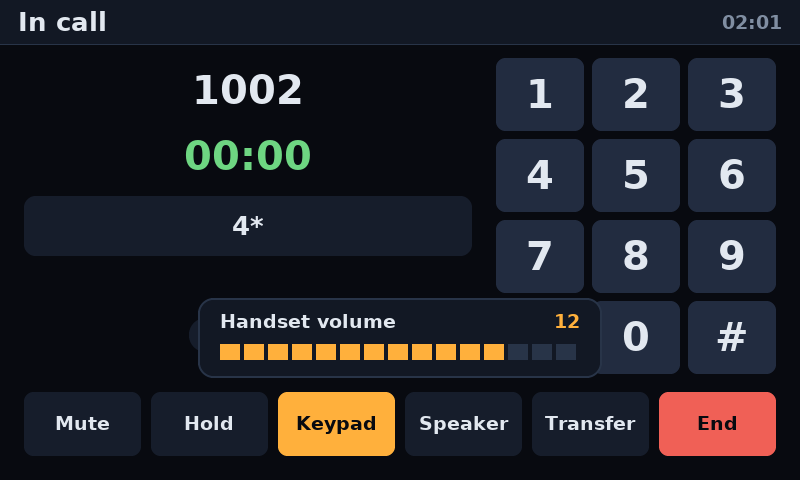 In call
02:01
1002
00:00
4*
1 2 3
4 5 6
7 8 9
0 #
Handset volume 12
Mute Hold Keypad Speaker Transfer End